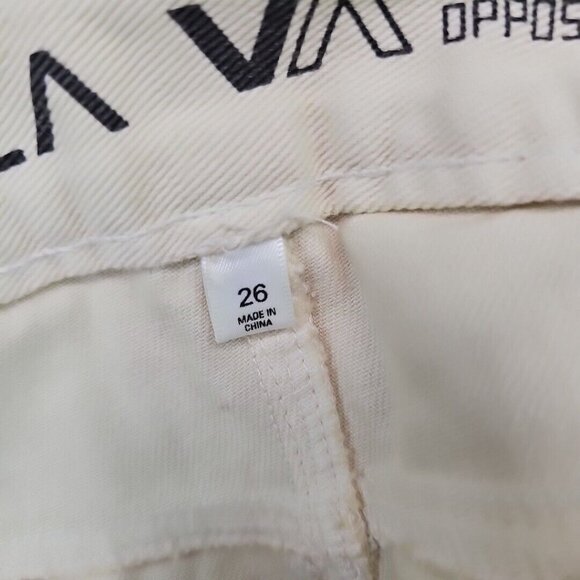 LA VA OPPOS
26
MADE IN
CHINA